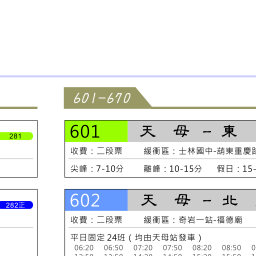 601-670
281
601 天 母 - 東
收費：二段票 緩衝區：士林國中-胡東重慶路
尖峰：7-10分 離峰：10-15分 假日：15-
282正
602 天 母 - 北
收費：二段票 緩衝區：奇岩一站-福德廟
平日固定24班（均由天母站發車）
06:20 06:50 07:20 07:50 08:20 08:50